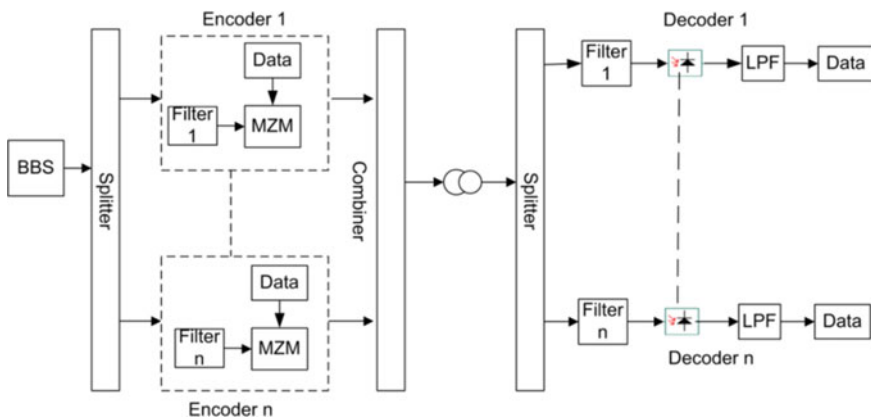 Encoder 1
Decoder 1
BBS
Splitter
Data
Filter
1
MZM
Data
Filter
n
MZM
Encoder n
Combiner
Splitter
Filter
1
LPF
Data
Filter
n
LPF
Data
Decoder n